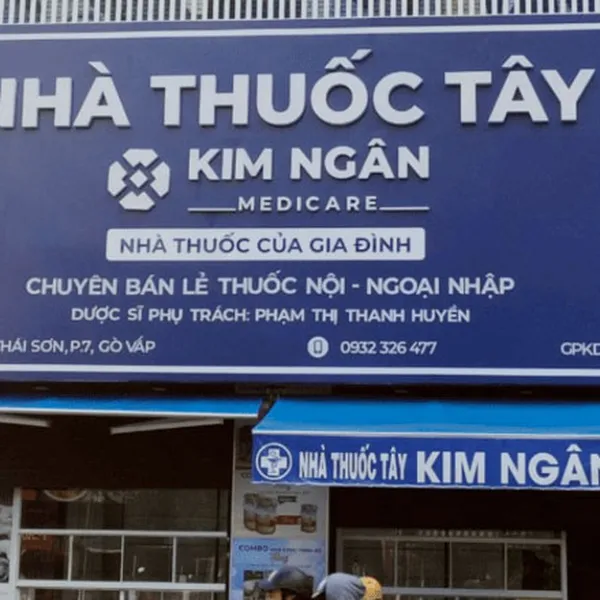 NHÀ THUỐC TÂY
KIM NGÂN
MEDICARE
NHÀ THUỐC CỦA GIA ĐÌNH
CHUYÊN BÁN LẺ THUỐC NỘI - NGOẠI NHẬP
DƯỢC SĨ PHỤ TRÁCH: PHẠM THỊ THANH HUYỀN
THÁI SƠN, P.7, GÒ VẤP 0932 326 477 GPKD
NHÀ THUỐC TÂY KIM NGÂN
COMBO